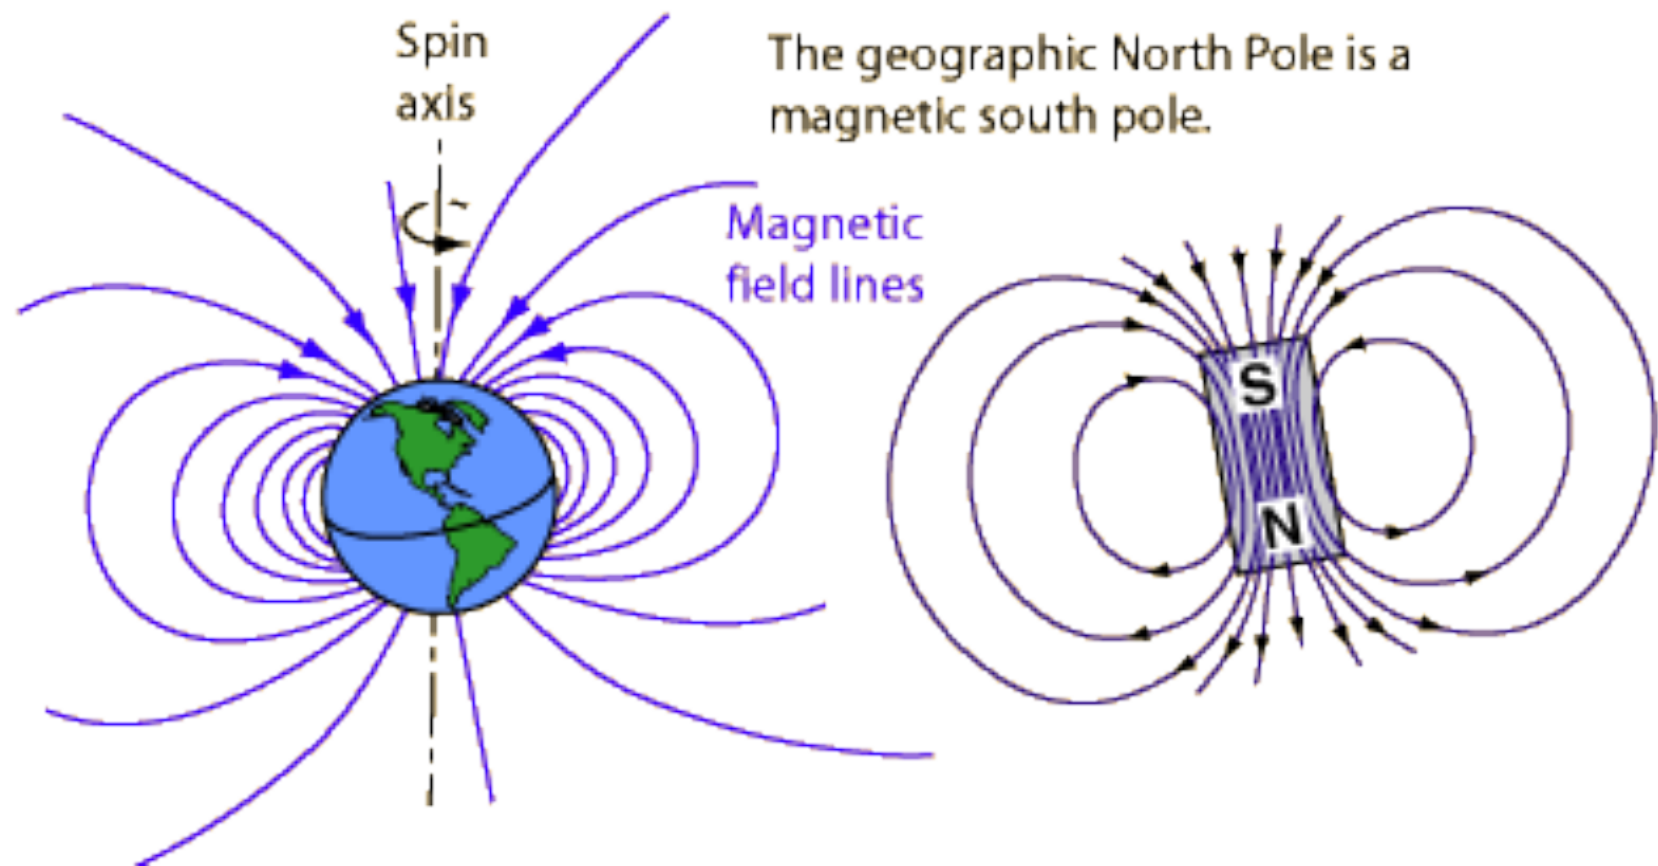 Spin
axis
The geographic North Pole is a
magnetic south pole.
Magnetic
field lines
S
N